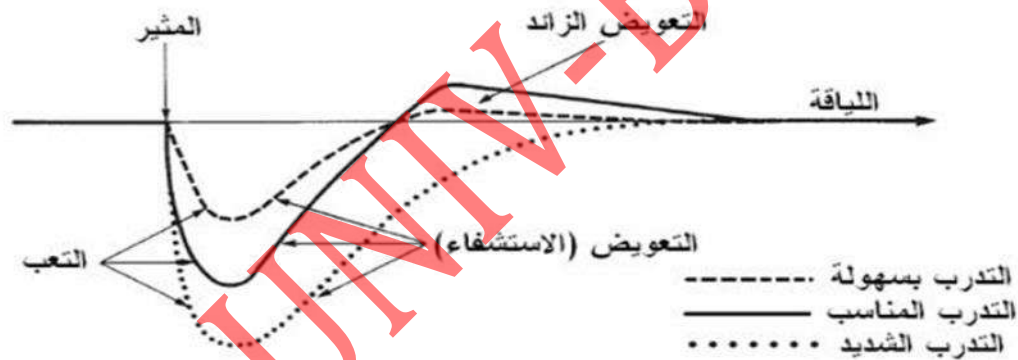 المثير
التعويض الزائد
اللياقة
التعب
التعويض (الاستشفاء)
التدرب بسهولة
التدرب المناسب
التدرب الشديد
UNIV-